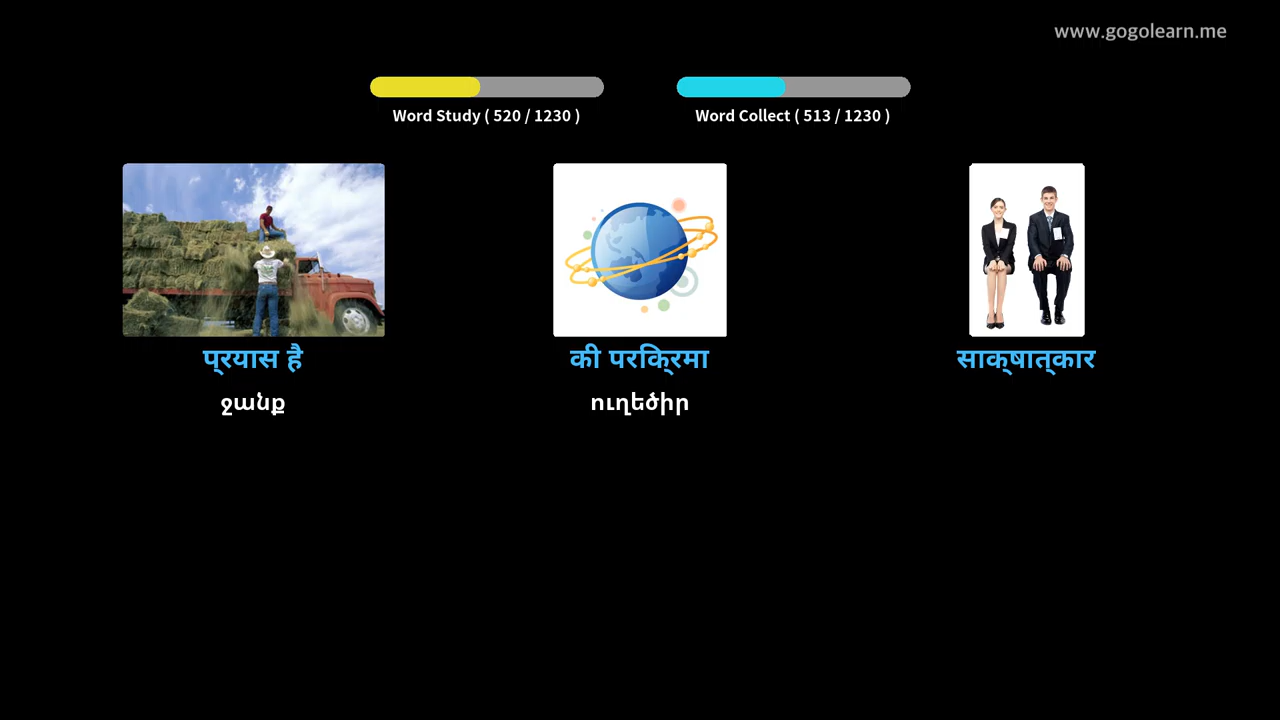 www.gogolearn.me
Word Study ( 520 / 1230 )
Word Collect ( 513 / 1230 )
प्रयास है
की परिक्रमा
साक्षात्कार
ջանք
ուղեծիր